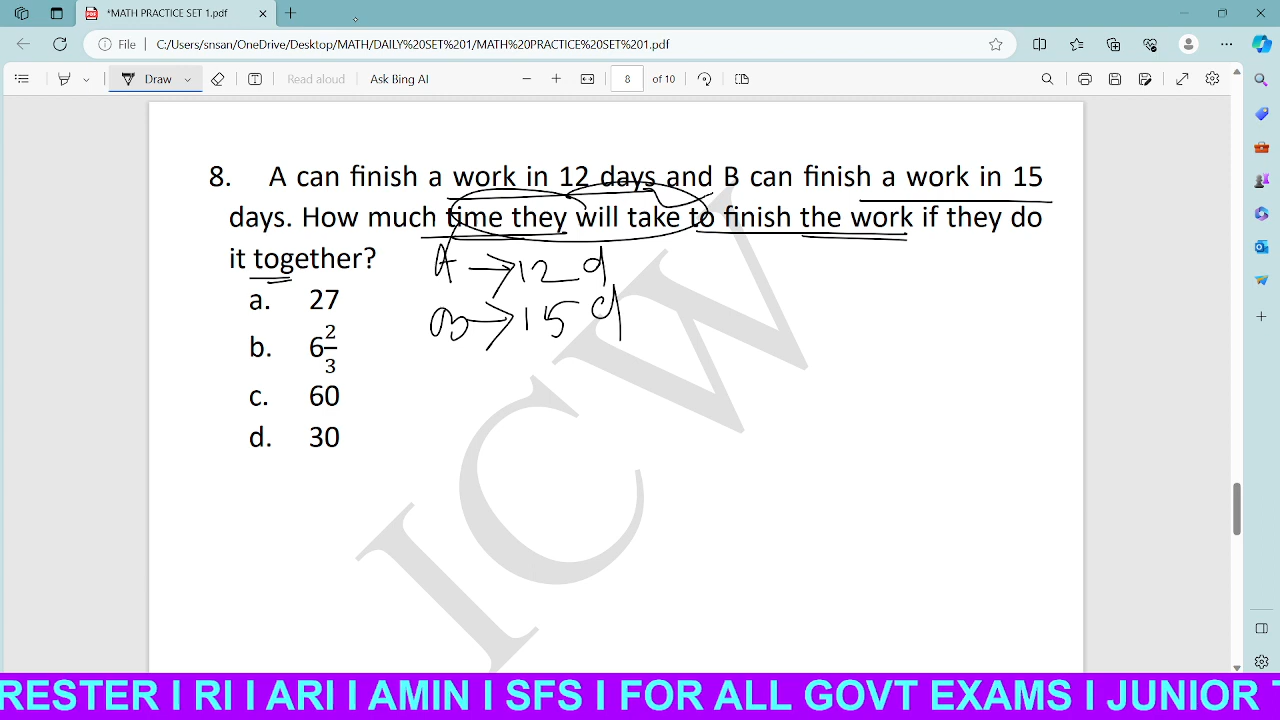 *MATH PRACTICE SET 1.pdf
File C:/Users/snsan/OneDrive/Desktop/MATH/DAILY%20SET%201/MATH%20PRACTICE%20SET%201.pdf
Draw Read aloud Ask Bing AI 8 of 10
8. A can finish a work in 12 days and B can finish a work in 15
days. How much time they will take to finish the work if they do
it together?
A → 12 d
a. 27
B → 15 d
b. 6 2/3
c. 60
d. 30
ICW
RESTER I RI I ARI I AMIN I SFS I FOR ALL GOVT EXAMS I JUNIOR T